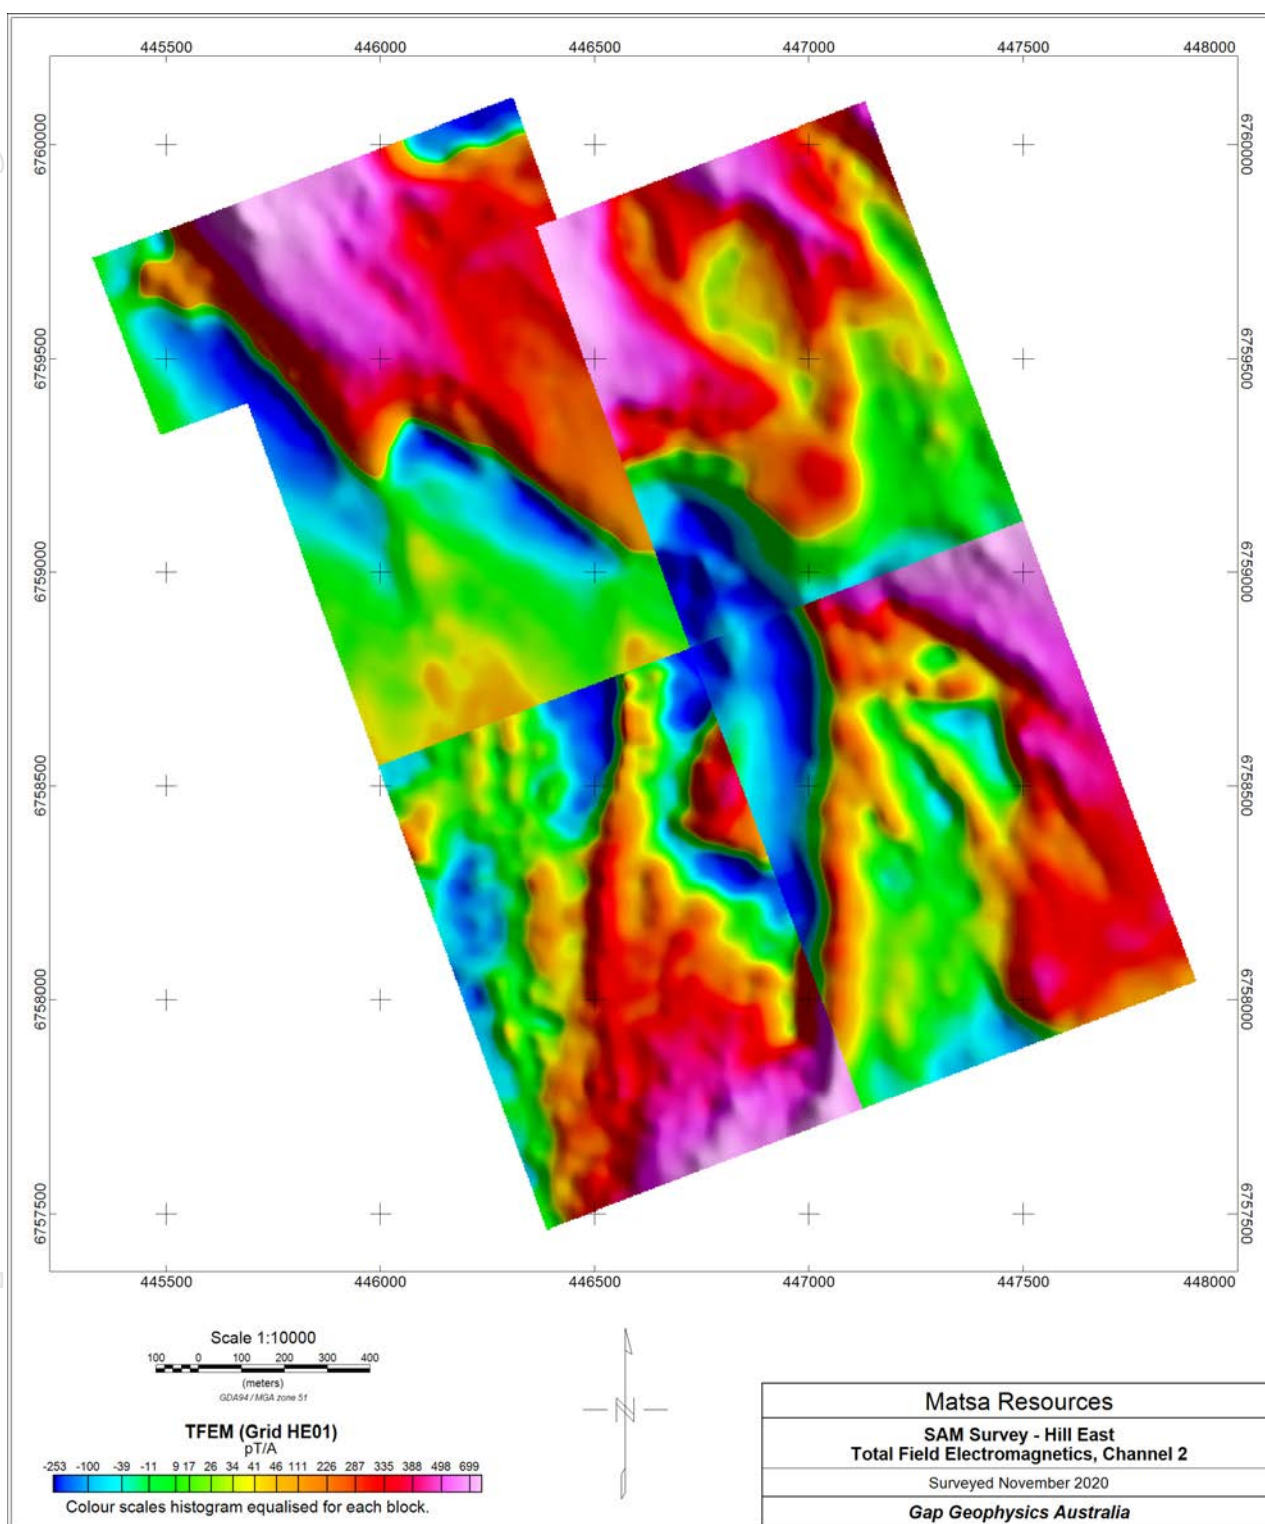 445500 446000 446500 447000 447500 448000
6760000 6760000
6759500 6759500
6759000 6759000
6758500 6758500
6758000 6758000
6757500 6757500
445500 446000 446500 447000 447500 448000
Scale 1:10000
100 0 100 200 300 400
(meters)
GDA94 / MGA zone 51
TFEM (Grid HE01)
pT/A
-253 -100 -39 -11 9 17 26 34 41 46 111 226 287 335 388 498 699
Colour scales histogram equalised for each block.
N
Matsa Resources
SAM Survey - Hill East
Total Field Electromagnetics, Channel 2
Surveyed November 2020
Gap Geophysics Australia